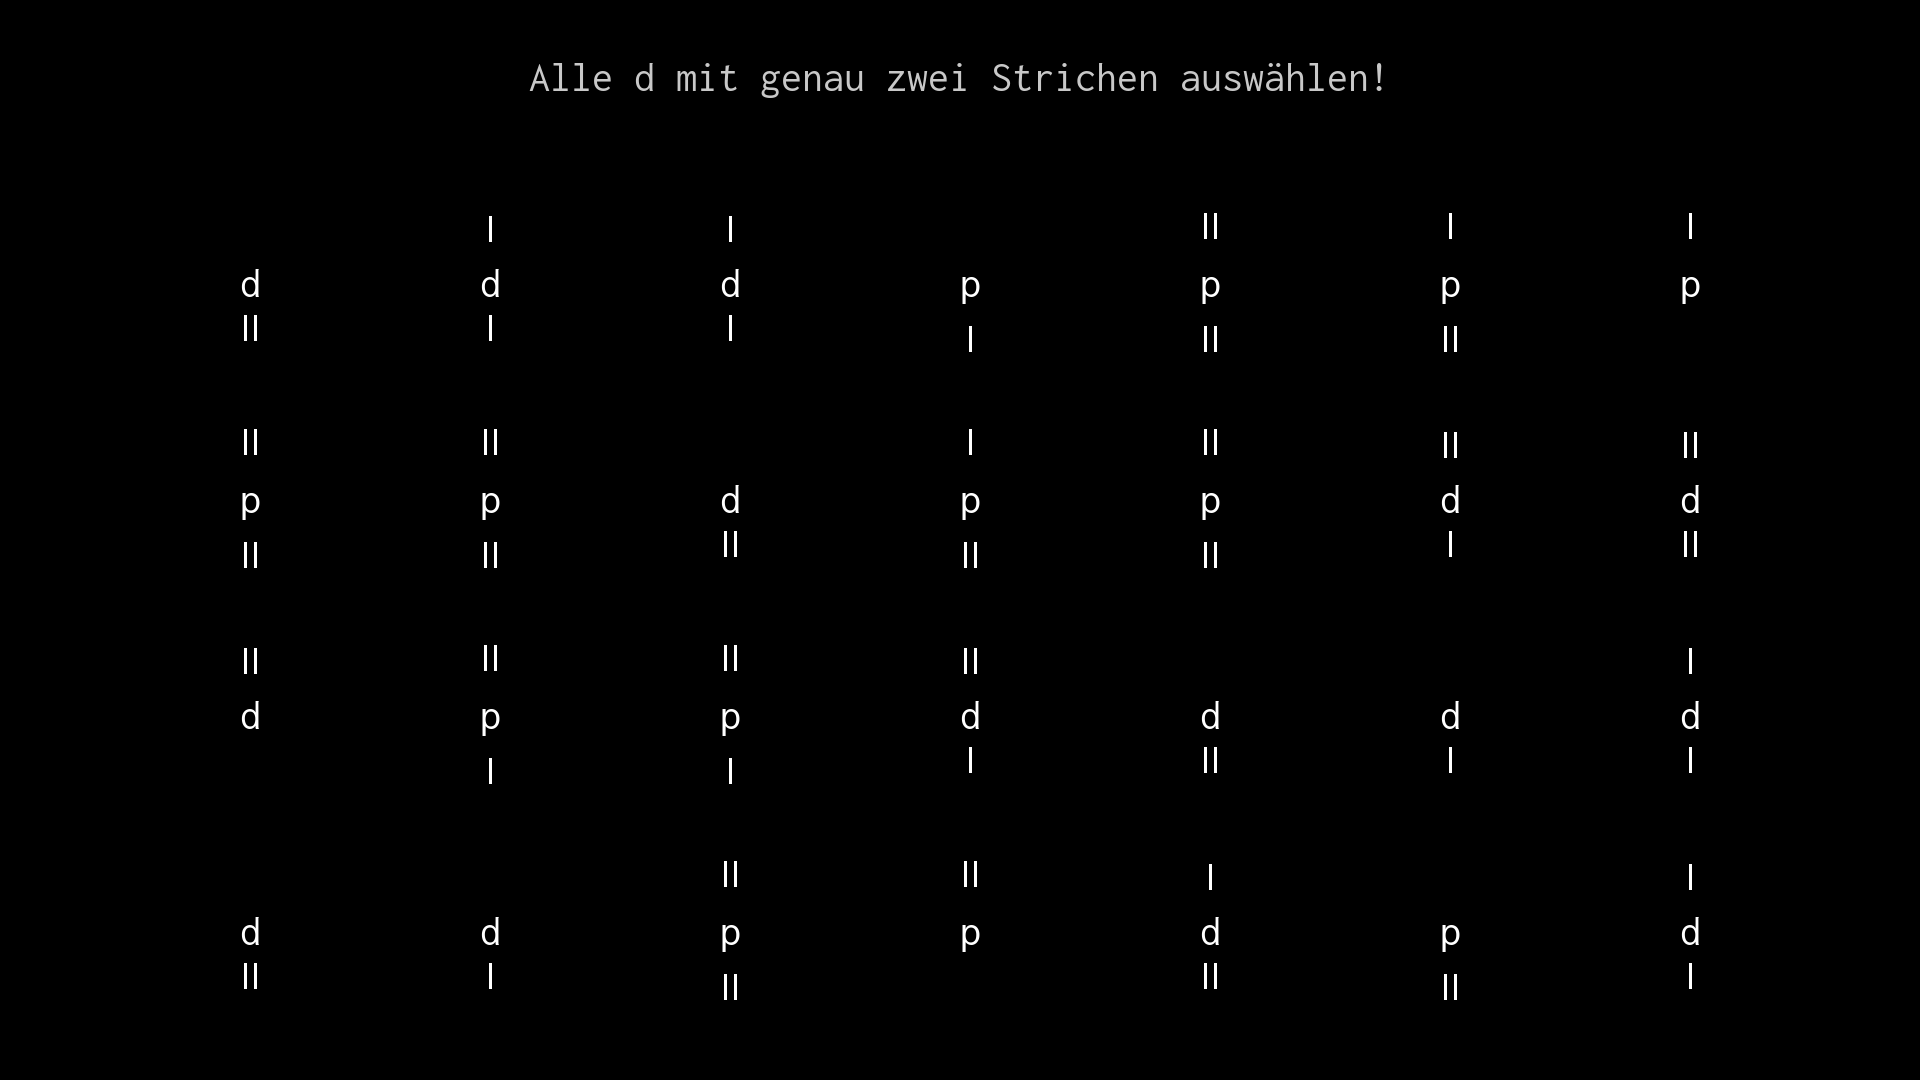 Alle d mit genau zwei Strichen auswählen!
| | || | |
d d d p p p p
|| | | | || ||
|| || | || || ||
p p d p p d d
|| || || || || | ||
|| || || || |
d p p d d d d
| | | || | |
|| || | |
d d p p d p d
|| | || || || |